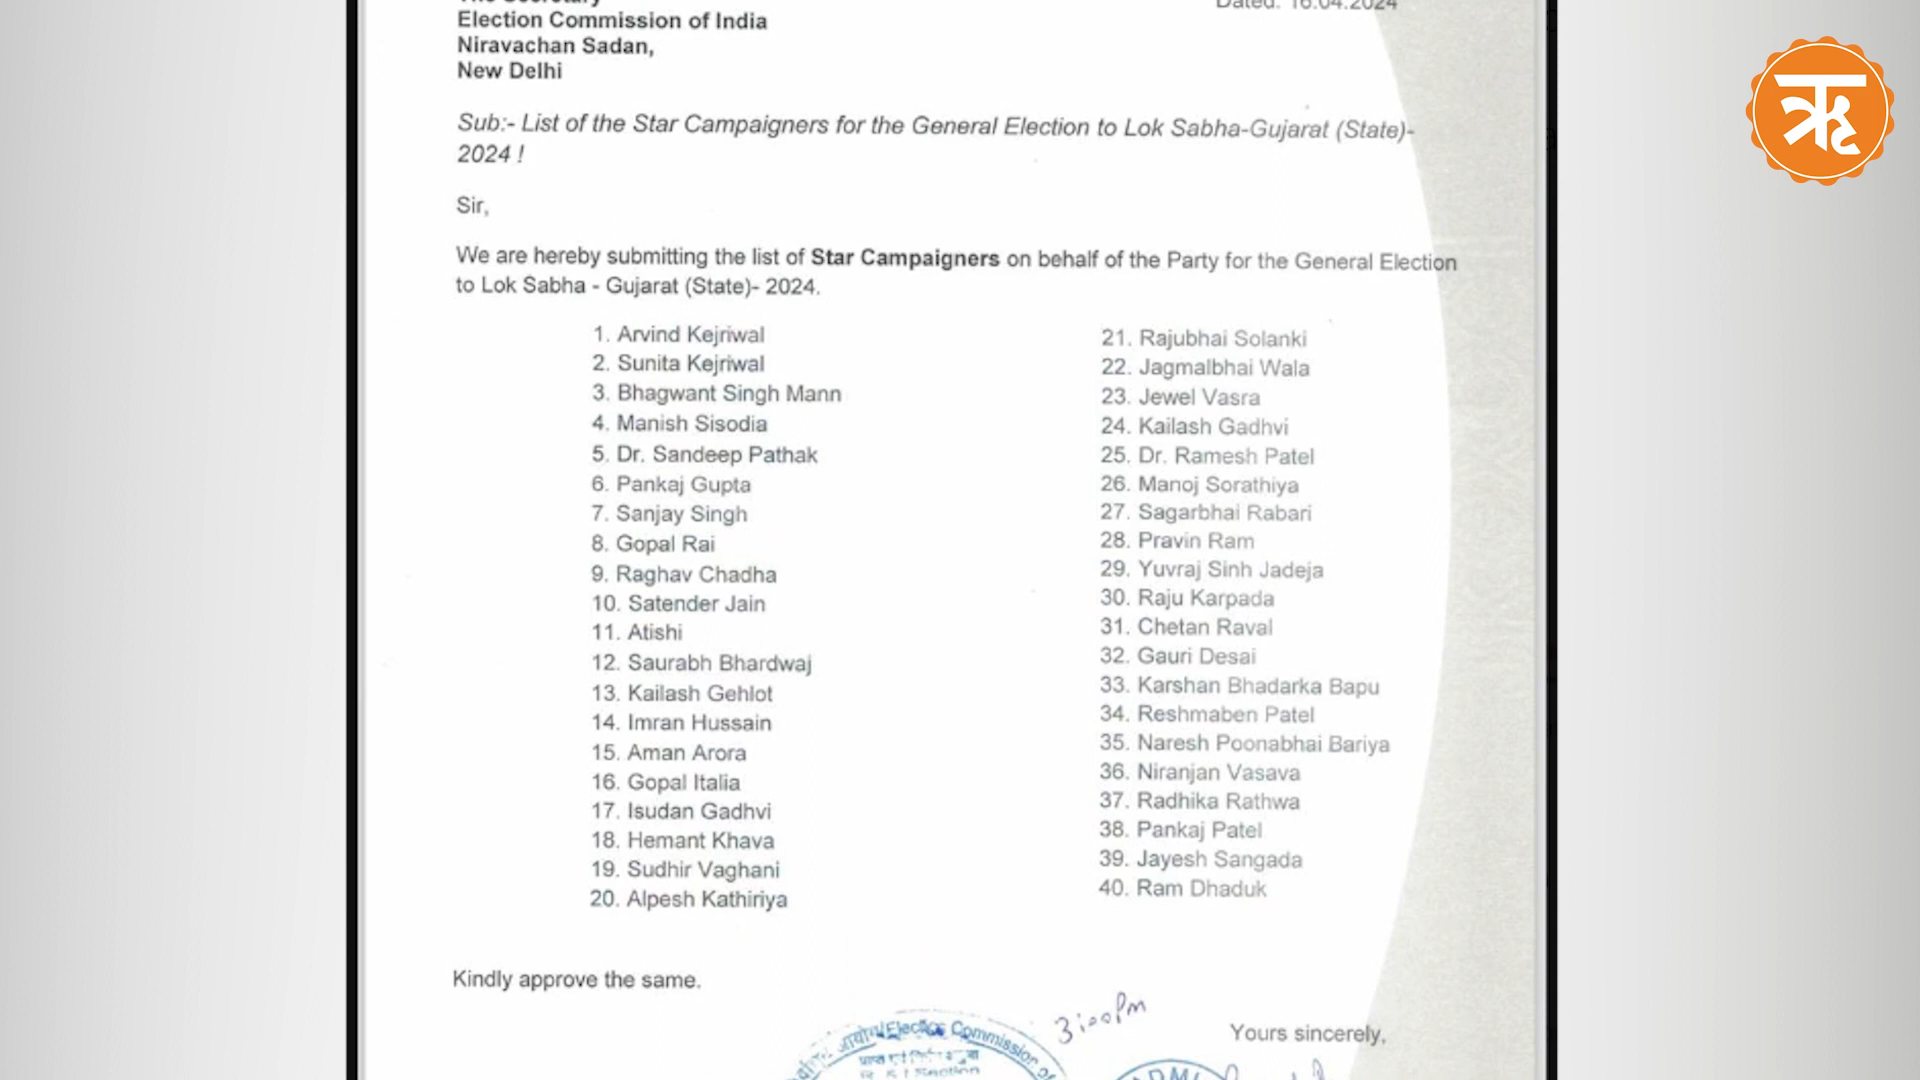 Dated: 16.04.2024
Election Commission of India
Niravachan Sadan,
New Delhi
Sub:- List of the Star Campaigners for the General Election to Lok Sabha-Gujarat (State)-
2024 !
Sir,
We are hereby submitting the list of Star Campaigners on behalf of the Party for the General Election
to Lok Sabha - Gujarat (State)- 2024.
1. Arvind Kejriwal
2. Sunita Kejriwal
3. Bhagwant Singh Mann
4. Manish Sisodia
5. Dr. Sandeep Pathak
6. Pankaj Gupta
7. Sanjay Singh
8. Gopal Rai
9. Raghav Chadha
10. Satender Jain
11. Atishi
12. Saurabh Bhardwaj
13. Kailash Gehlot
14. Imran Hussain
15. Aman Arora
16. Gopal Italia
17. Isudan Gadhvi
18. Hemant Khava
19. Sudhir Vaghani
20. Alpesh Kathiriya
21. Rajubhai Solanki
22. Jagmalbhai Wala
23. Jewel Vasra
24. Kailash Gadhvi
25. Dr. Ramesh Patel
26. Manoj Sorathiya
27. Sagarbhai Rabari
28. Pravin Ram
29. Yuvraj Sinh Jadeja
30. Raju Karpada
31. Chetan Raval
32. Gauri Desai
33. Karshan Bhadarka Bapu
34. Reshmaben Patel
35. Naresh Poonabhai Bariya
36. Niranjan Vasava
37. Radhika Rathwa
38. Pankaj Patel
39. Jayesh Sangada
40. Ram Dhaduk
Kindly approve the same.
3:00 Pm
Yours sincerely,
Election Commission of
ऋ